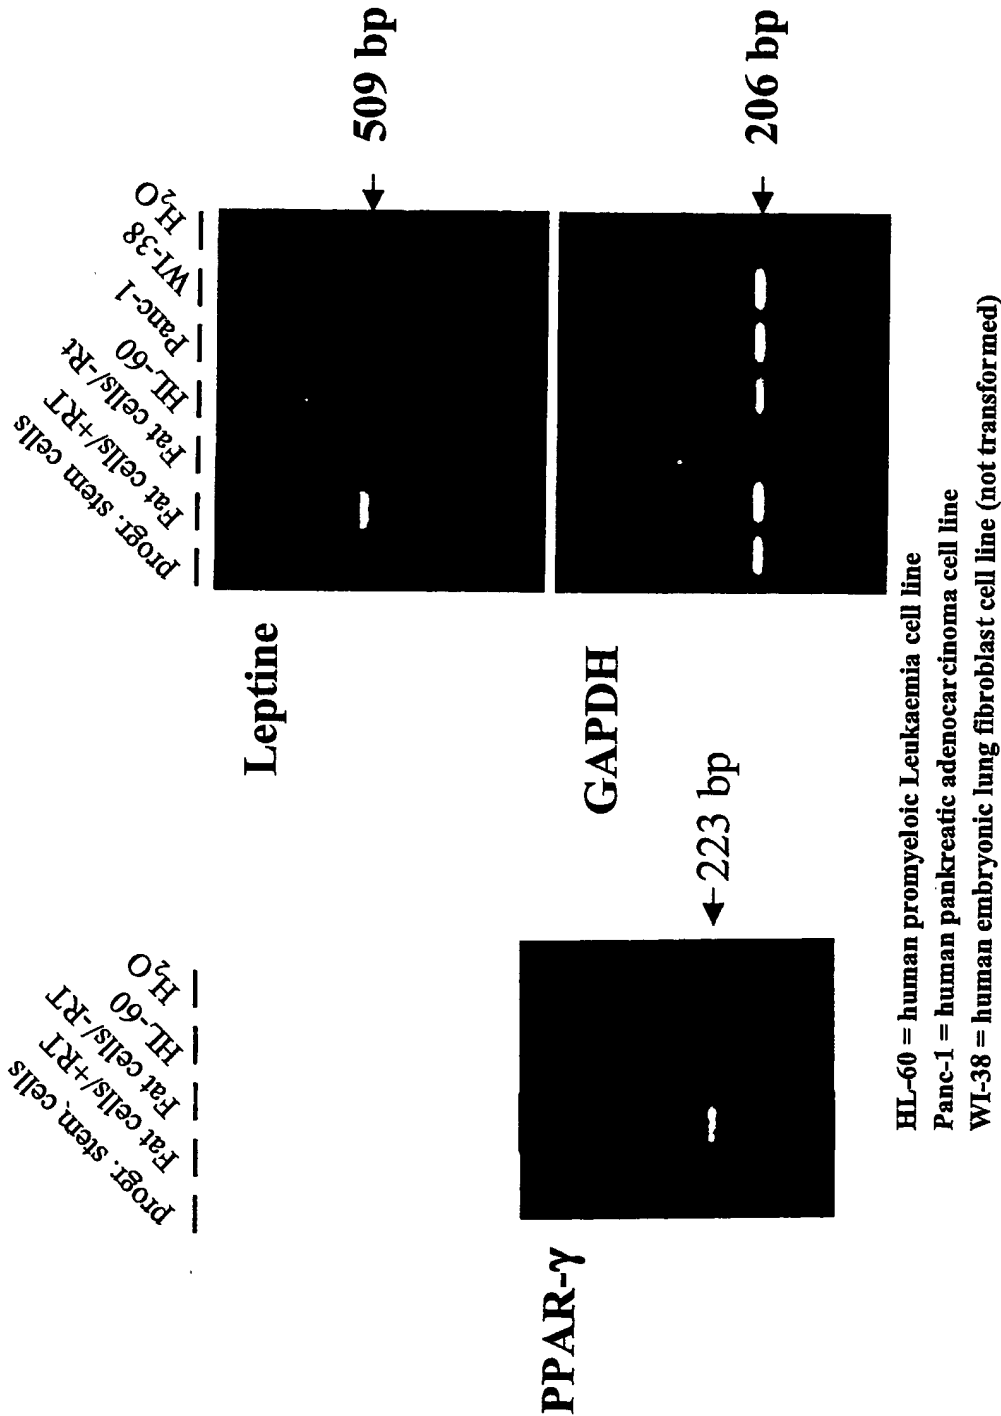 progr. stem cells
Fat cells/+RT
Fat cells/-RT
HL-60
H₂O
PPAR-γ
223 bp
progr. stem cells
Fat cells/+RT
Fat cells/-Rt
HL-60
Panc-1
WI-38
H₂O
Leptine
509 bp
GAPDH
206 bp
HL-60 = human promyeloic Leukaemia cell line
Panc-1 = human pankreatic adenocarcinoma cell line
WI-38 = human embryonic lung fibroblast cell line (not transformed)